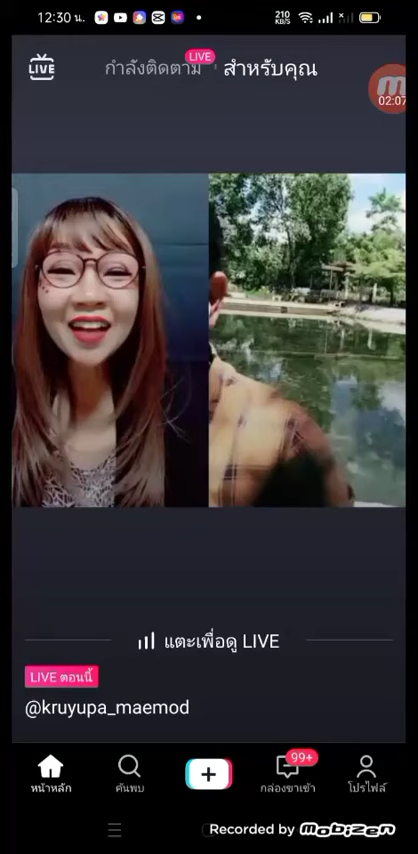 12:30 น.
210 KB/S
LIVE
LIVE
กำลังติดตาม
สำหรับคุณ
02:07
แตะเพื่อดู LIVE
LIVE ตอนนี้
@kruyupa_maemod
99+
หน้าหลัก
ค้นพบ
กล่องขาเข้า
โปรไฟล์
Recorded by Mobizen